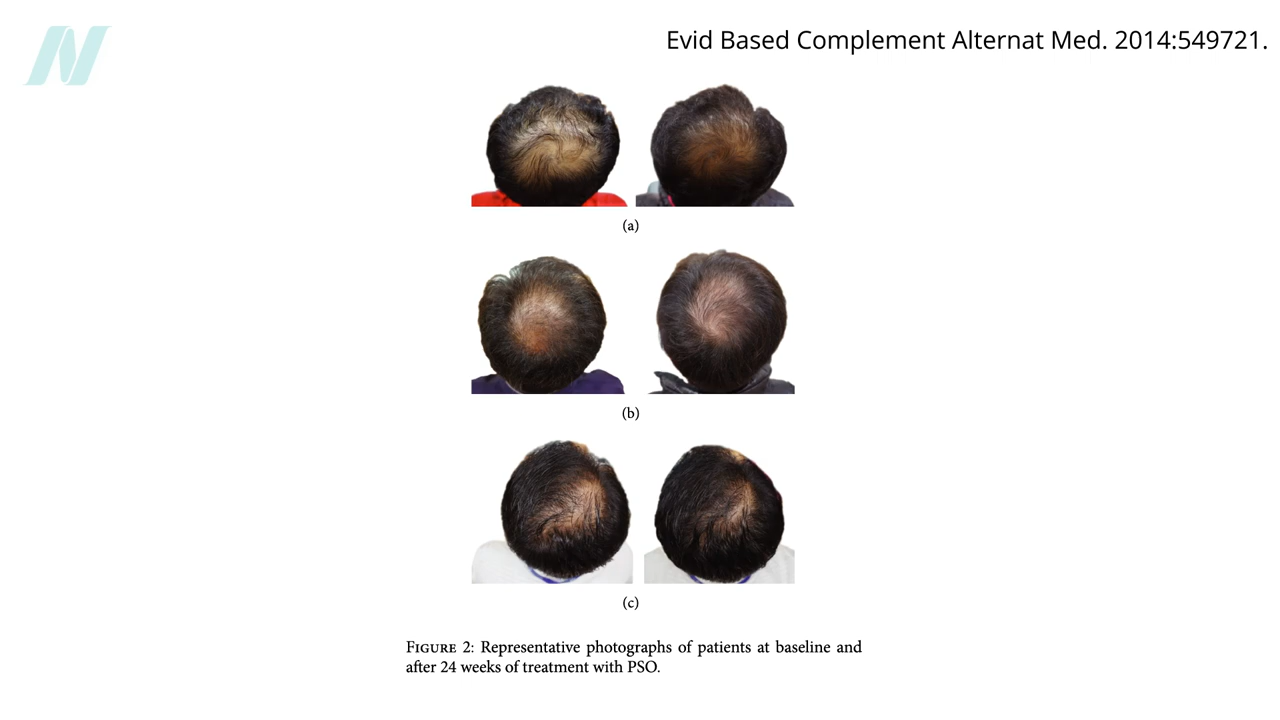 Evid Based Complement Alternat Med. 2014:549721.
(a)
(b)
(c)
FIGURE 2: Representative photographs of patients at baseline and
after 24 weeks of treatment with PSO.